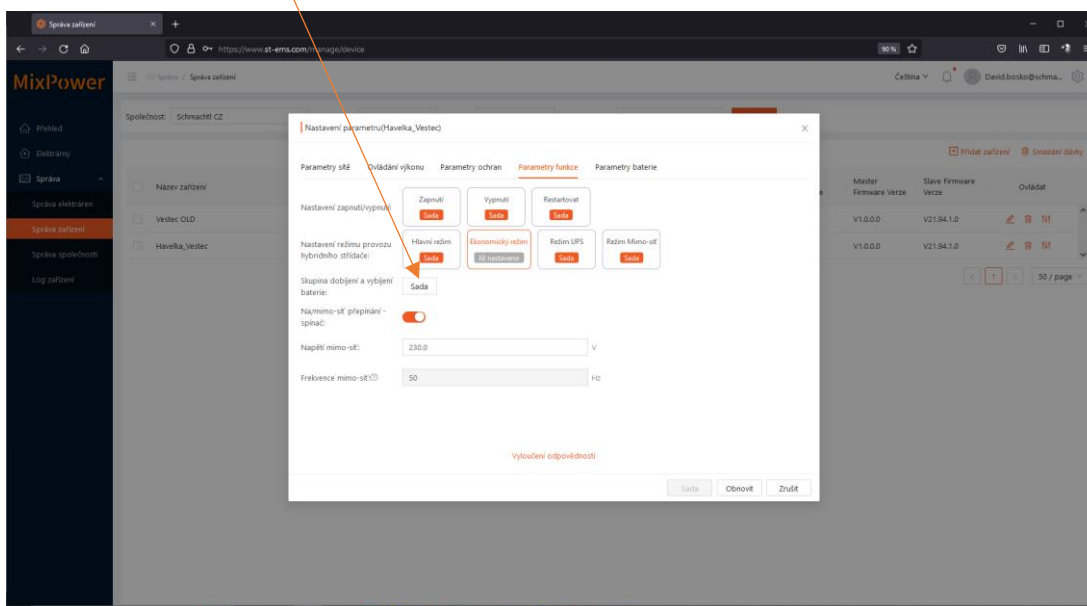 Správa zařízení
https://www.st-ems.com/manage/device
90 %
MixPower
Správa / Správa zařízení
Čeština
David.bosko@schma...
Přehled
Elektrárny
Správa
Správa elektráren
Správa zařízení
Správa společnosti
Log zařízení
Společnost: Schmachtl CZ
Přidat zařízení
Smazání dávky
Název zařízení
Master Firmware Verze
Slave Firmware Verze
Ovládat
Vestec OLD
V1.0.0.0
V21.94.1.0
Havelka_Vestec
V1.0.0.0
V21.94.1.0
1
50 / page
Nastavení parametru(Havelka_Vestec)
Parametry sítě
Ovládání výkonu
Parametry ochran
Parametry funkce
Parametry baterie
Nastavení zapnutí/vypnutí:
Zapnutí
Sada
Vypnutí
Sada
Restartovat
Sada
Nastavení režimu provozu
hybridního střídače:
Hlavní režim
Sada
Ekonomický režim
Již nastaveno
Režim UPS
Sada
Režim Mimo-síť
Sada
Skupina dobíjení a vybíjení
baterie:
Sada
Na/mimo-síť přepínání -
spínač:
Napětí mimo-síť:
230.0
V
Frekvence mimo-síť:
50
Hz
Vyloučení odpovědnosti
Sada
Obnovit
Zrušit